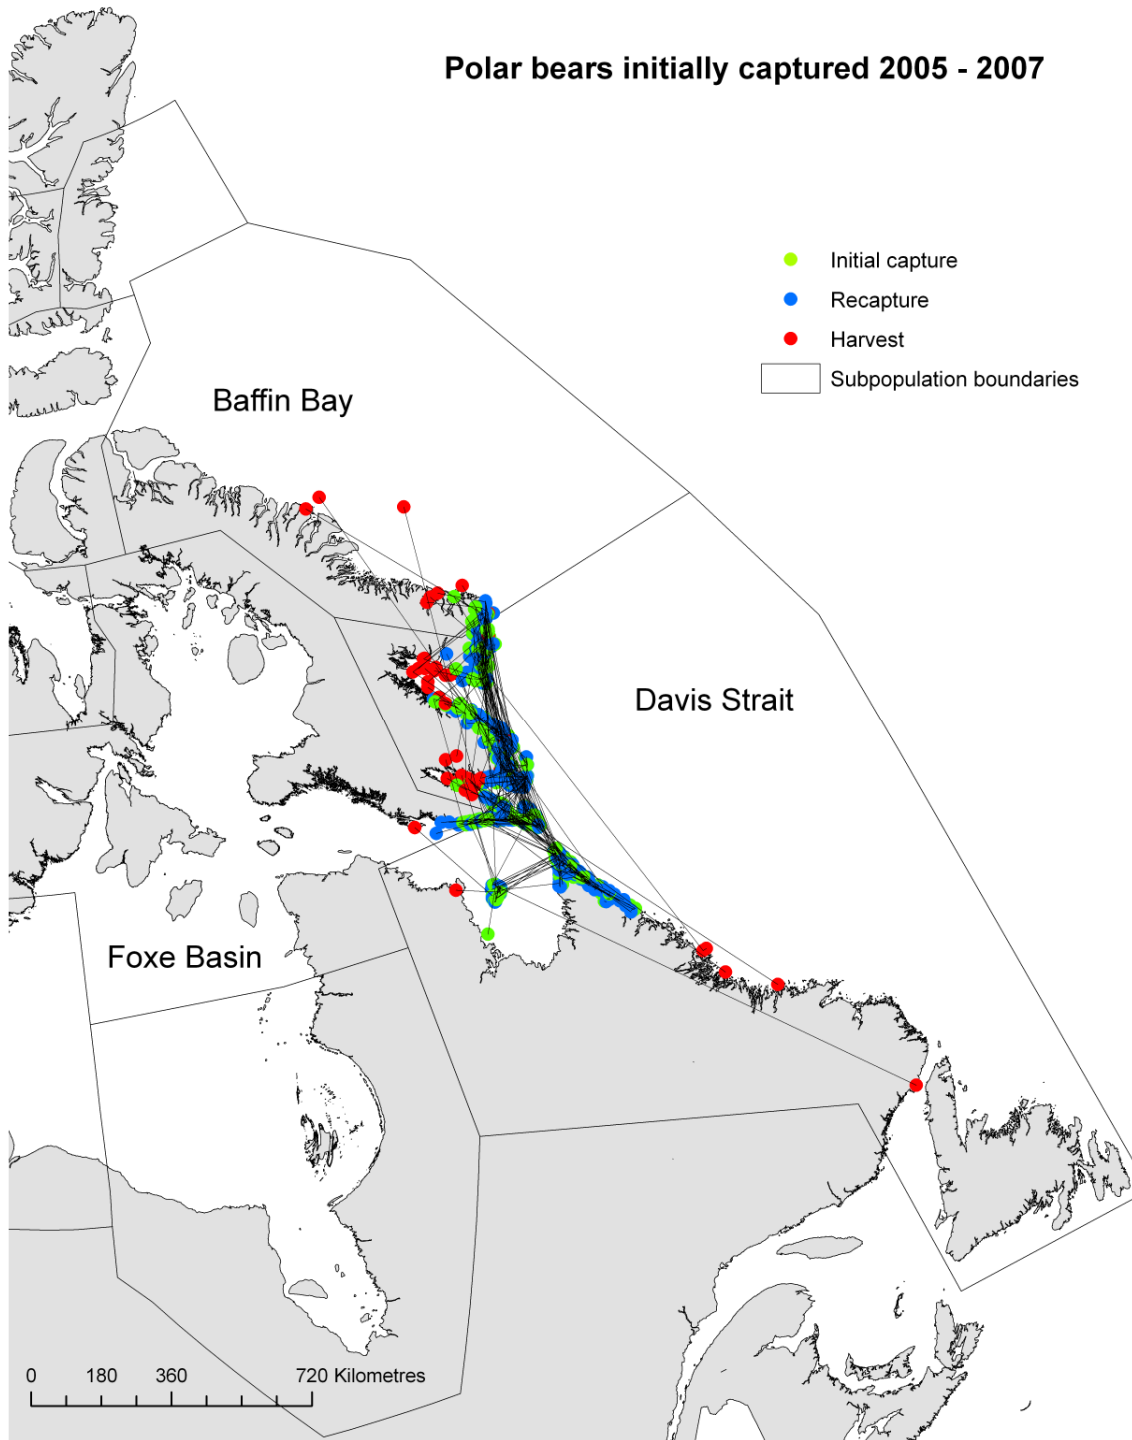 Polar bears initially captured 2005 - 2007
Initial capture
Recapture
Harvest
Subpopulation boundaries
Baffin Bay
Davis Strait
Foxe Basin
0 180 360 720 Kilometres